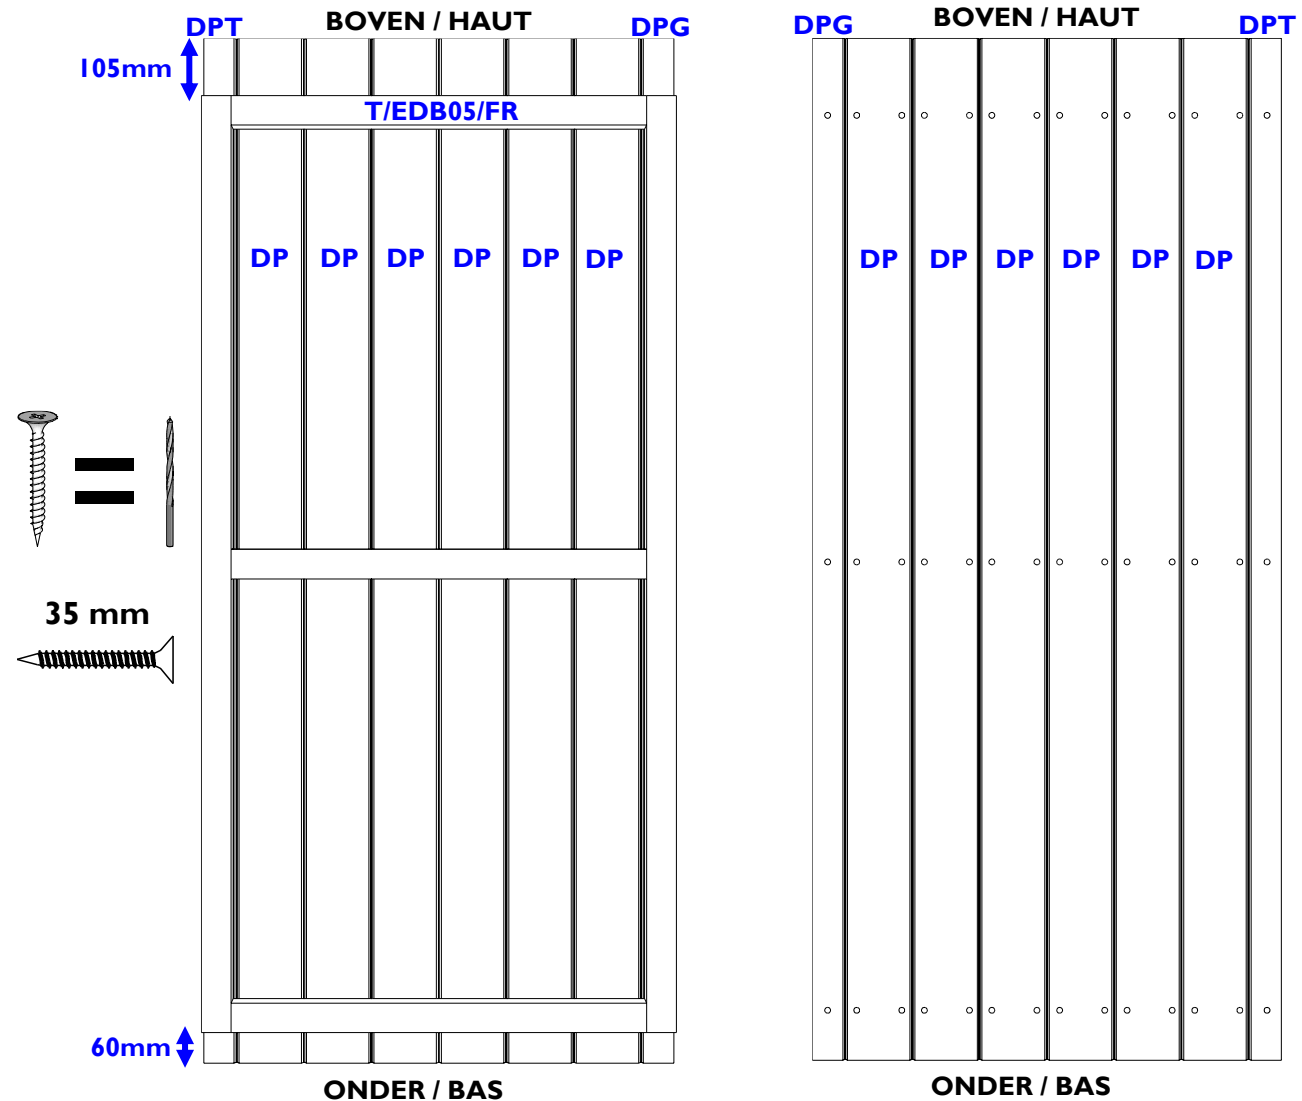 BOVEN / HAUT
DPT
DPG
105mm
T/EDB05/FR
DP DP DP DP DP DP
35 mm
60mm
ONDER / BAS
BOVEN / HAUT
DPG
DPT
DP DP DP DP DP DP
ONDER / BAS